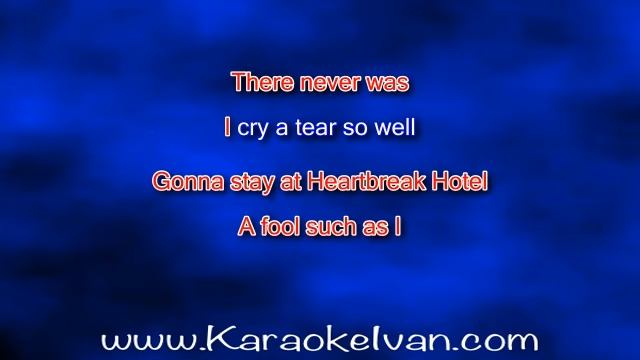 There never was
I cry a tear so well
Gonna stay at Heartbreak Hotel
A fool such as I
www.KaraokeIvan.com